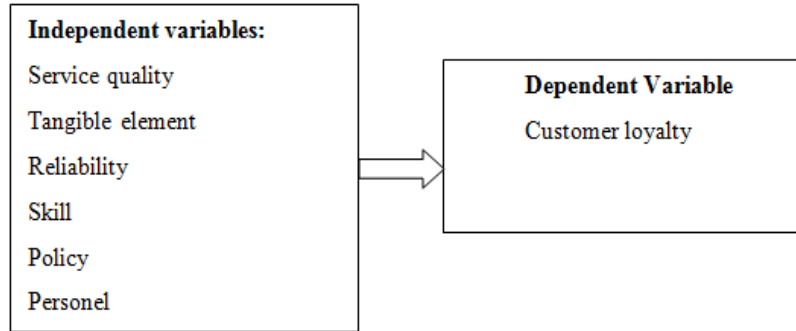 Independent variables:
Service quality
Tangible element
Reliability
Skill
Policy
Personel
Dependent Variable
Customer loyalty